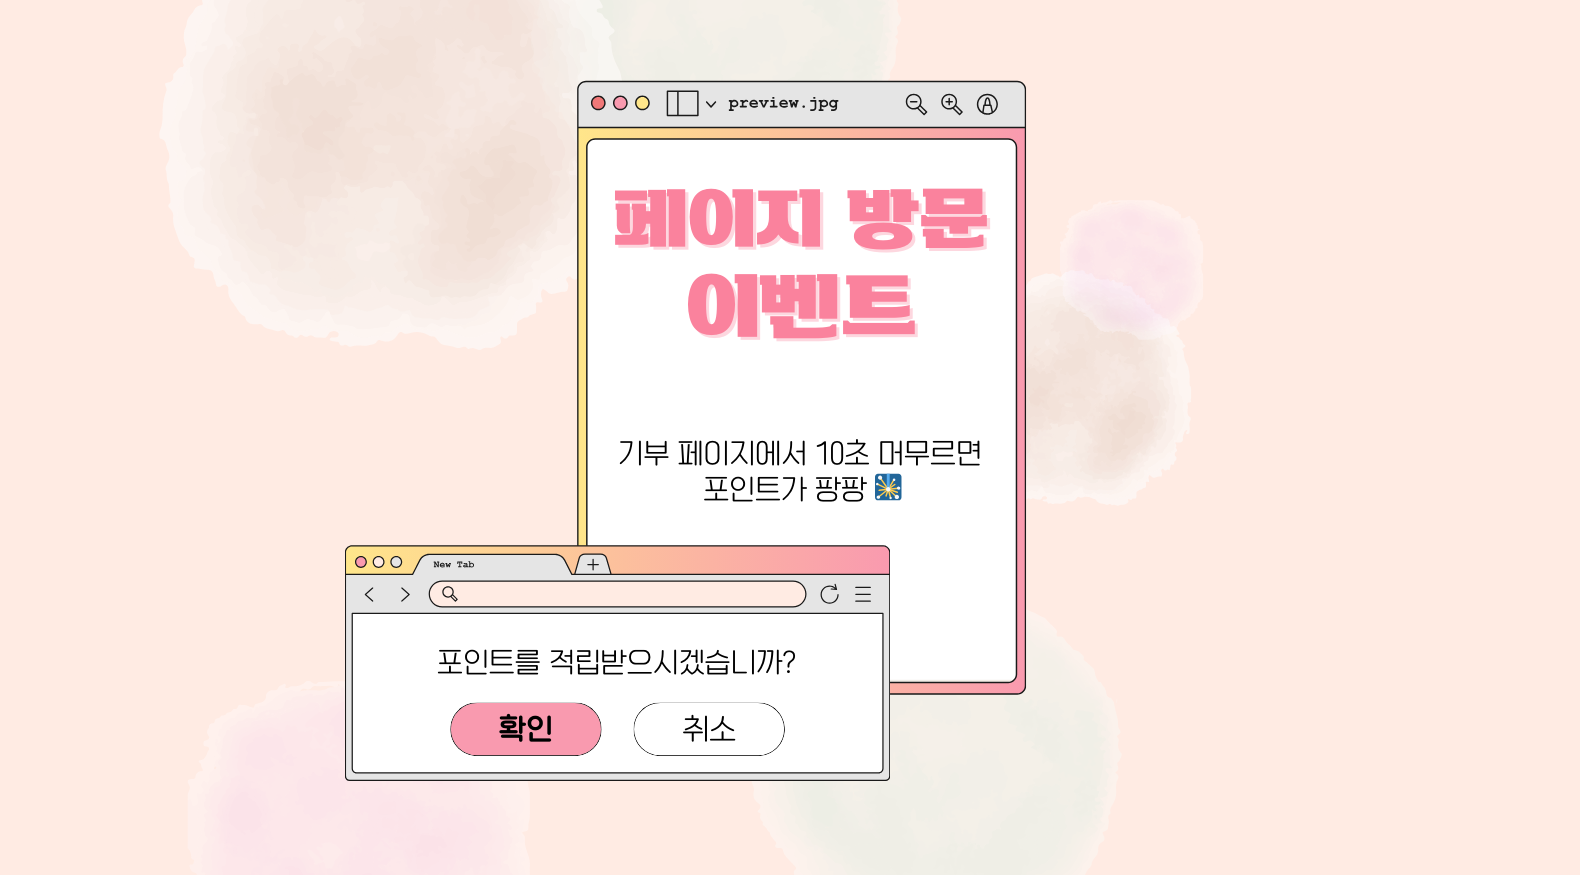 preview.jpg
페이지 방문
이벤트
기부 페이지에서 10초 머무르면
포인트가 팡팡 🎇
New Tab
포인트를 적립받으시겠습니까?
확인
취소